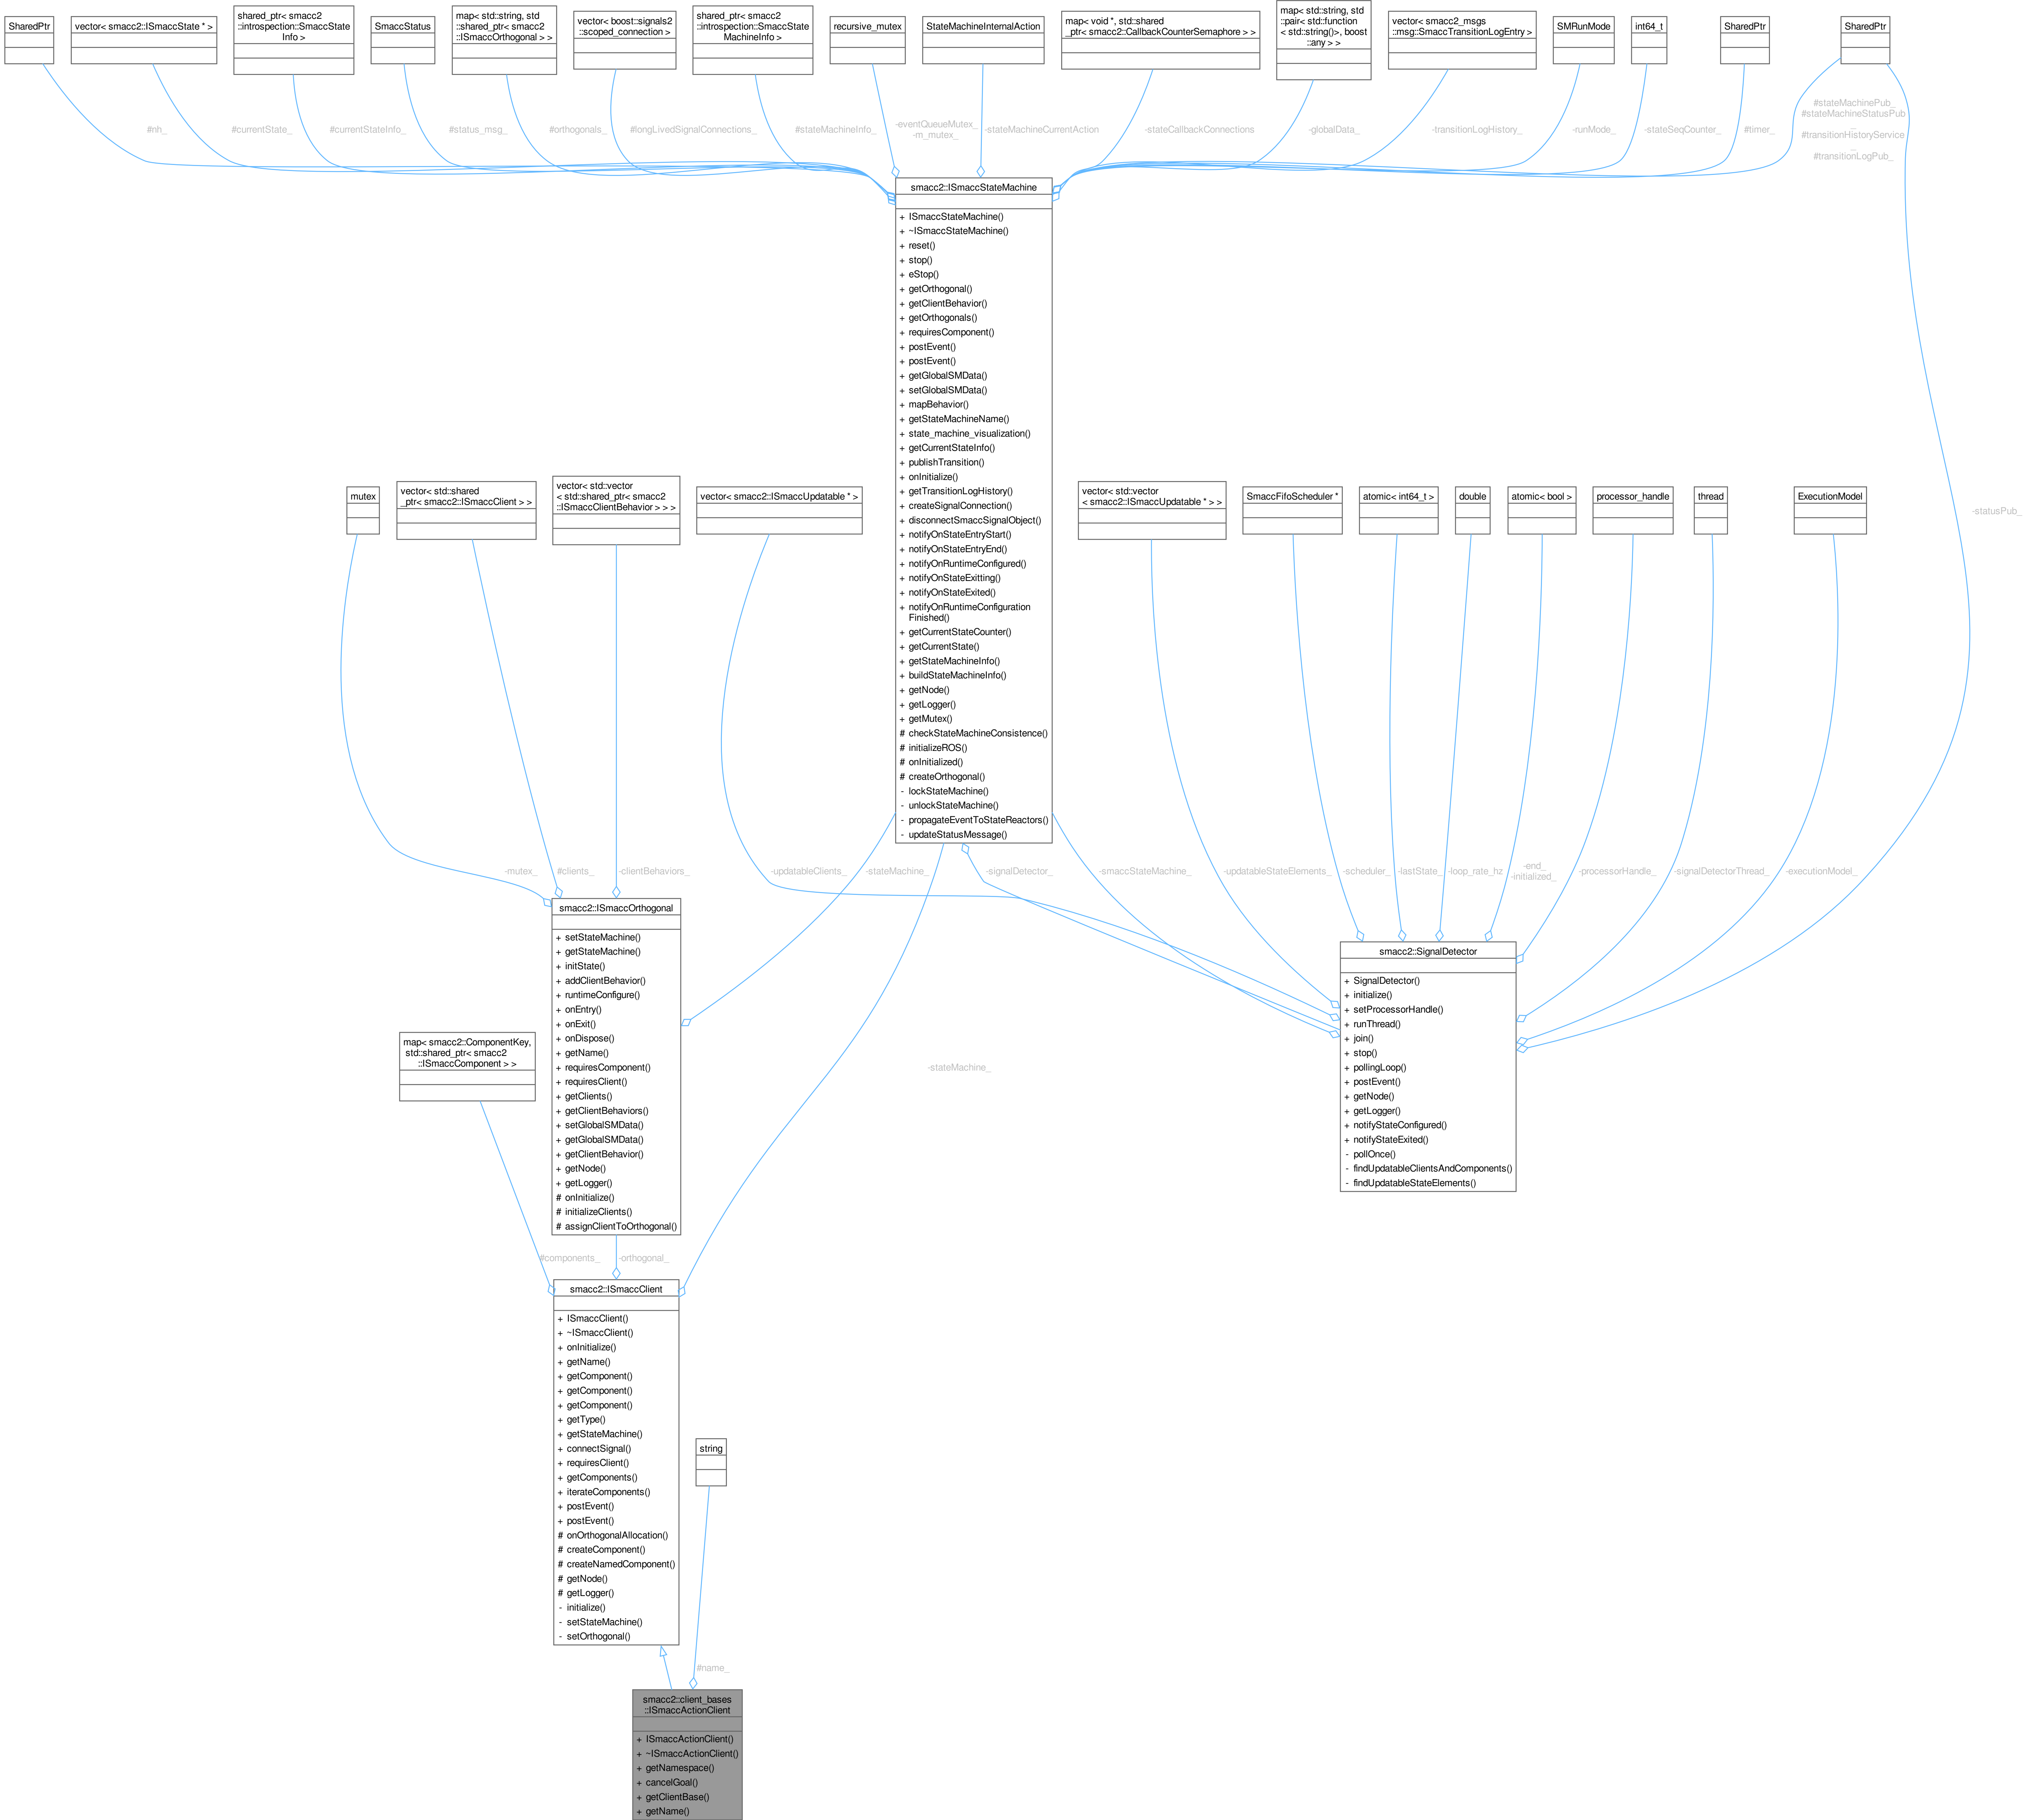 SharedPtr
vector< smacc2::ISmaccState * >
shared_ptr< smacc2
::introspection::SmaccState
Info >
SmaccStatus
map< std::string, std
::shared_ptr< smacc2
::ISmaccOrthogonal > >
vector< boost::signals2
::scoped_connection >
shared_ptr< smacc2
::introspection::SmaccState
MachineInfo >
recursive_mutex
StateMachineInternalAction
map< void *, std::shared
_ptr< smacc2::CallbackCounterSemaphore > >
map< std::string, std
::pair< std::function
< std::string()>, boost
::any > >
vector< smacc2_msgs
::msg::SmaccTransitionLogEntry >
SMRunMode
int64_t
SharedPtr
SharedPtr
#nh_
#currentState_
#currentStateInfo_
#status_msg_
#orthogonals_
#longLivedSignalConnections_
#stateMachineInfo_
-eventQueueMutex_
-m_mutex_
-stateMachineCurrentAction
-stateCallbackConnections
-globalData_
-transitionLogHistory_
-runMode_
-stateSeqCounter_
#timer_
#stateMachinePub_
#stateMachineStatusPub
_
#transitionHistoryService
_
#transitionLogPub_
-statusPub_
smacc2::ISmaccStateMachine
+ ISmaccStateMachine()
+ ~ISmaccStateMachine()
+ reset()
+ stop()
+ eStop()
+ getOrthogonal()
+ getClientBehavior()
+ getOrthogonals()
+ requiresComponent()
+ postEvent()
+ postEvent()
+ getGlobalSMData()
+ setGlobalSMData()
+ mapBehavior()
+ getStateMachineName()
+ state_machine_visualization()
+ getCurrentStateInfo()
+ publishTransition()
+ onInitialize()
+ getTransitionLogHistory()
+ createSignalConnection()
+ disconnectSmaccSignalObject()
+ notifyOnStateEntryStart()
+ notifyOnStateEntryEnd()
+ notifyOnRuntimeConfigured()
+ notifyOnStateExitting()
+ notifyOnStateExited()
+ notifyOnRuntimeConfiguration
Finished()
+ getCurrentStateCounter()
+ getCurrentState()
+ getStateMachineInfo()
+ buildStateMachineInfo()
+ getNode()
+ getLogger()
+ getMutex()
# checkStateMachineConsistence()
# initializeROS()
# onInitialized()
# createOrthogonal()
- lockStateMachine()
- unlockStateMachine()
- propagateEventToStateReactors()
- updateStatusMessage()
mutex
vector< std::shared
_ptr< smacc2::ISmaccClient > >
vector< std::vector
< std::shared_ptr< smacc2
::ISmaccClientBehavior > > >
vector< smacc2::ISmaccUpdatable * >
vector< std::vector
< smacc2::ISmaccUpdatable * > >
SmaccFifoScheduler *
atomic< int64_t >
double
atomic< bool >
processor_handle
thread
ExecutionModel
-mutex_
#clients_
-clientBehaviors_
-updatableClients_
-stateMachine_
-signalDetector_
-smaccStateMachine_
-updatableStateElements_
-scheduler_
-lastState_
-loop_rate_hz
-end_
-initialized_
-processorHandle_
-signalDetectorThread_
-executionModel_
smacc2::ISmaccOrthogonal
+ setStateMachine()
+ getStateMachine()
+ initState()
+ addClientBehavior()
+ runtimeConfigure()
+ onEntry()
+ onExit()
+ onDispose()
+ getName()
+ requiresComponent()
+ requiresClient()
+ getClients()
+ getClientBehaviors()
+ setGlobalSMData()
+ getGlobalSMData()
+ getClientBehavior()
+ getNode()
+ getLogger()
# onInitialize()
# initializeClients()
# assignClientToOrthogonal()
smacc2::SignalDetector
+ SignalDetector()
+ initialize()
+ setProcessorHandle()
+ runThread()
+ join()
+ stop()
+ pollingLoop()
+ postEvent()
+ getNode()
+ getLogger()
+ notifyStateConfigured()
+ notifyStateExited()
- pollOnce()
- findUpdatableClientsAndComponents()
- findUpdatableStateElements()
map< smacc2::ComponentKey,
std::shared_ptr< smacc2
::ISmaccComponent > >
-stateMachine_
#components_
-orthogonal_
smacc2::ISmaccClient
+ ISmaccClient()
+ ~ISmaccClient()
+ onInitialize()
+ getName()
+ getComponent()
+ getComponent()
+ getComponent()
+ getType()
+ getStateMachine()
+ connectSignal()
+ requiresClient()
+ getComponents()
+ iterateComponents()
+ postEvent()
+ postEvent()
# onOrthogonalAllocation()
# createComponent()
# createNamedComponent()
# getNode()
# getLogger()
- initialize()
- setStateMachine()
- setOrthogonal()
string
#name_
smacc2::client_bases
::ISmaccActionClient
+ ISmaccActionClient()
+ ~ISmaccActionClient()
+ getNamespace()
+ cancelGoal()
+ getClientBase()
+ getName()